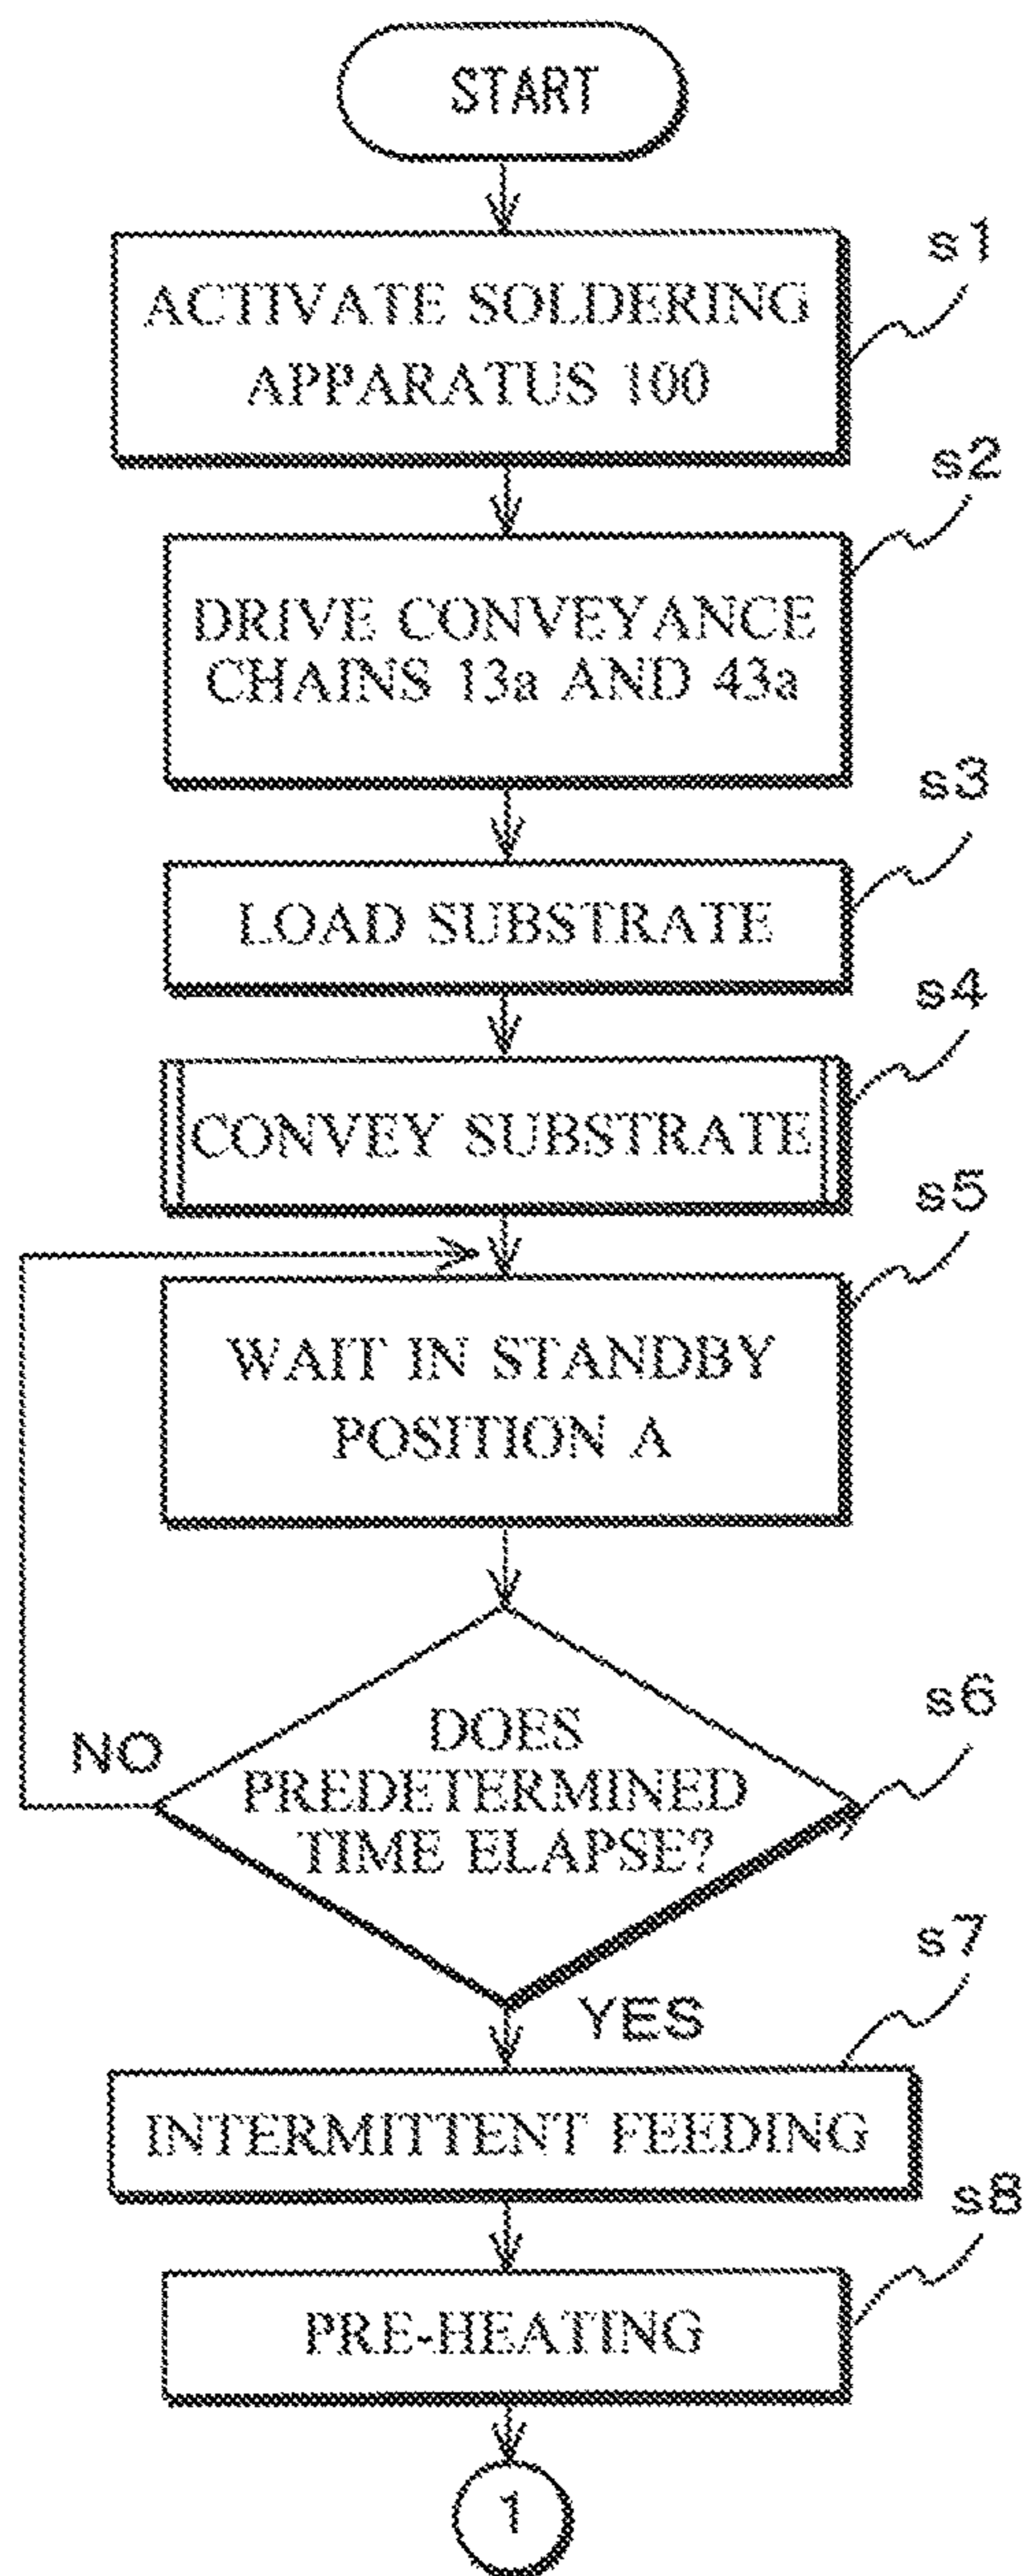 START
s1
ACTIVATE SOLDERING
APPARATUS 100
s2
DRIVE CONVEYANCE
CHAINS 13a AND 43a
s3
LOAD SUBSTRATE
s4
CONVEY SUBSTRATE
s5
WAIT IN STANDBY
POSITION A
s6
DOES
PREDETERMINED
TIME ELAPSE?
NO
YES
s7
INTERMITTENT FEEDING
s8
PRE-HEATING
1